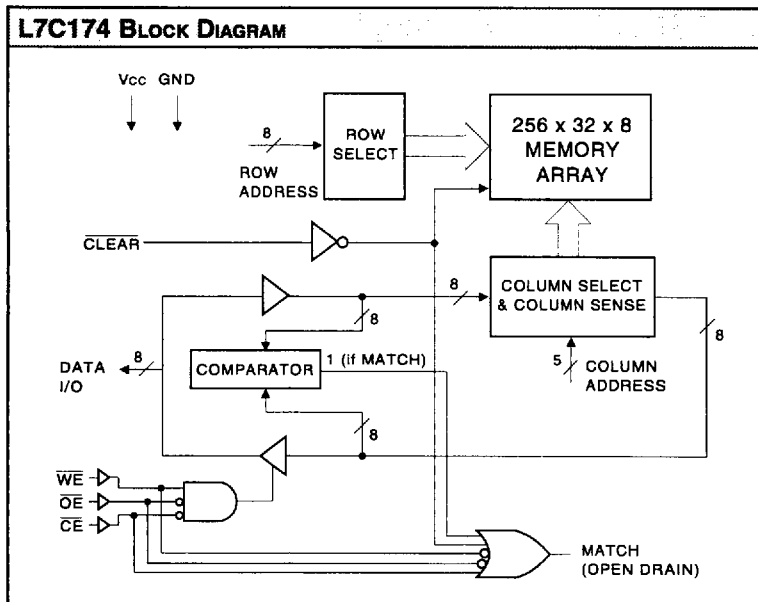 L7C174 BLOCK DIAGRAM
Vcc GND
8
ROW
ADDRESS
ROW
SELECT
256 x 32 x 8
MEMORY
ARRAY
CLEAR
8
8
COLUMN SELECT
& COLUMN SENSE
8
DATA
I/O
8
COMPARATOR
1 (if MATCH)
5
COLUMN
ADDRESS
8
WE
OE
CE
MATCH
(OPEN DRAIN)